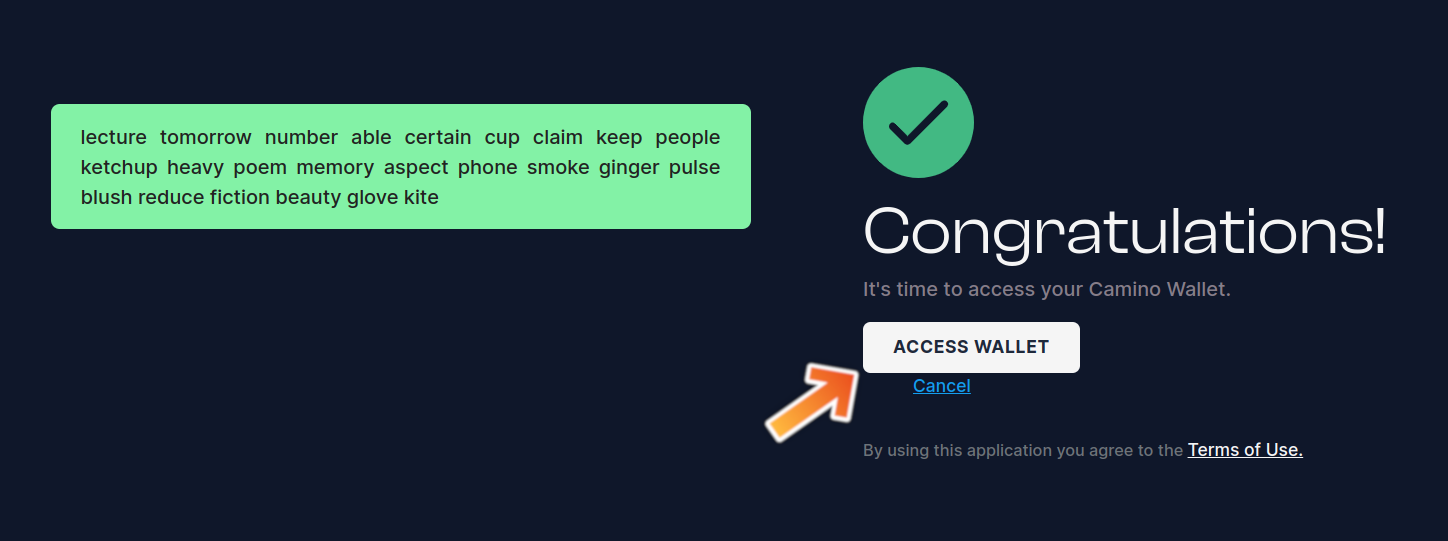 lecture tomorrow number able certain cup claim keep people
ketchup heavy poem memory aspect phone smoke ginger pulse
blush reduce fiction beauty glove kite
Congratulations!
It's time to access your Camino Wallet.
ACCESS WALLET
Cancel
By using this application you agree to the Terms of Use.